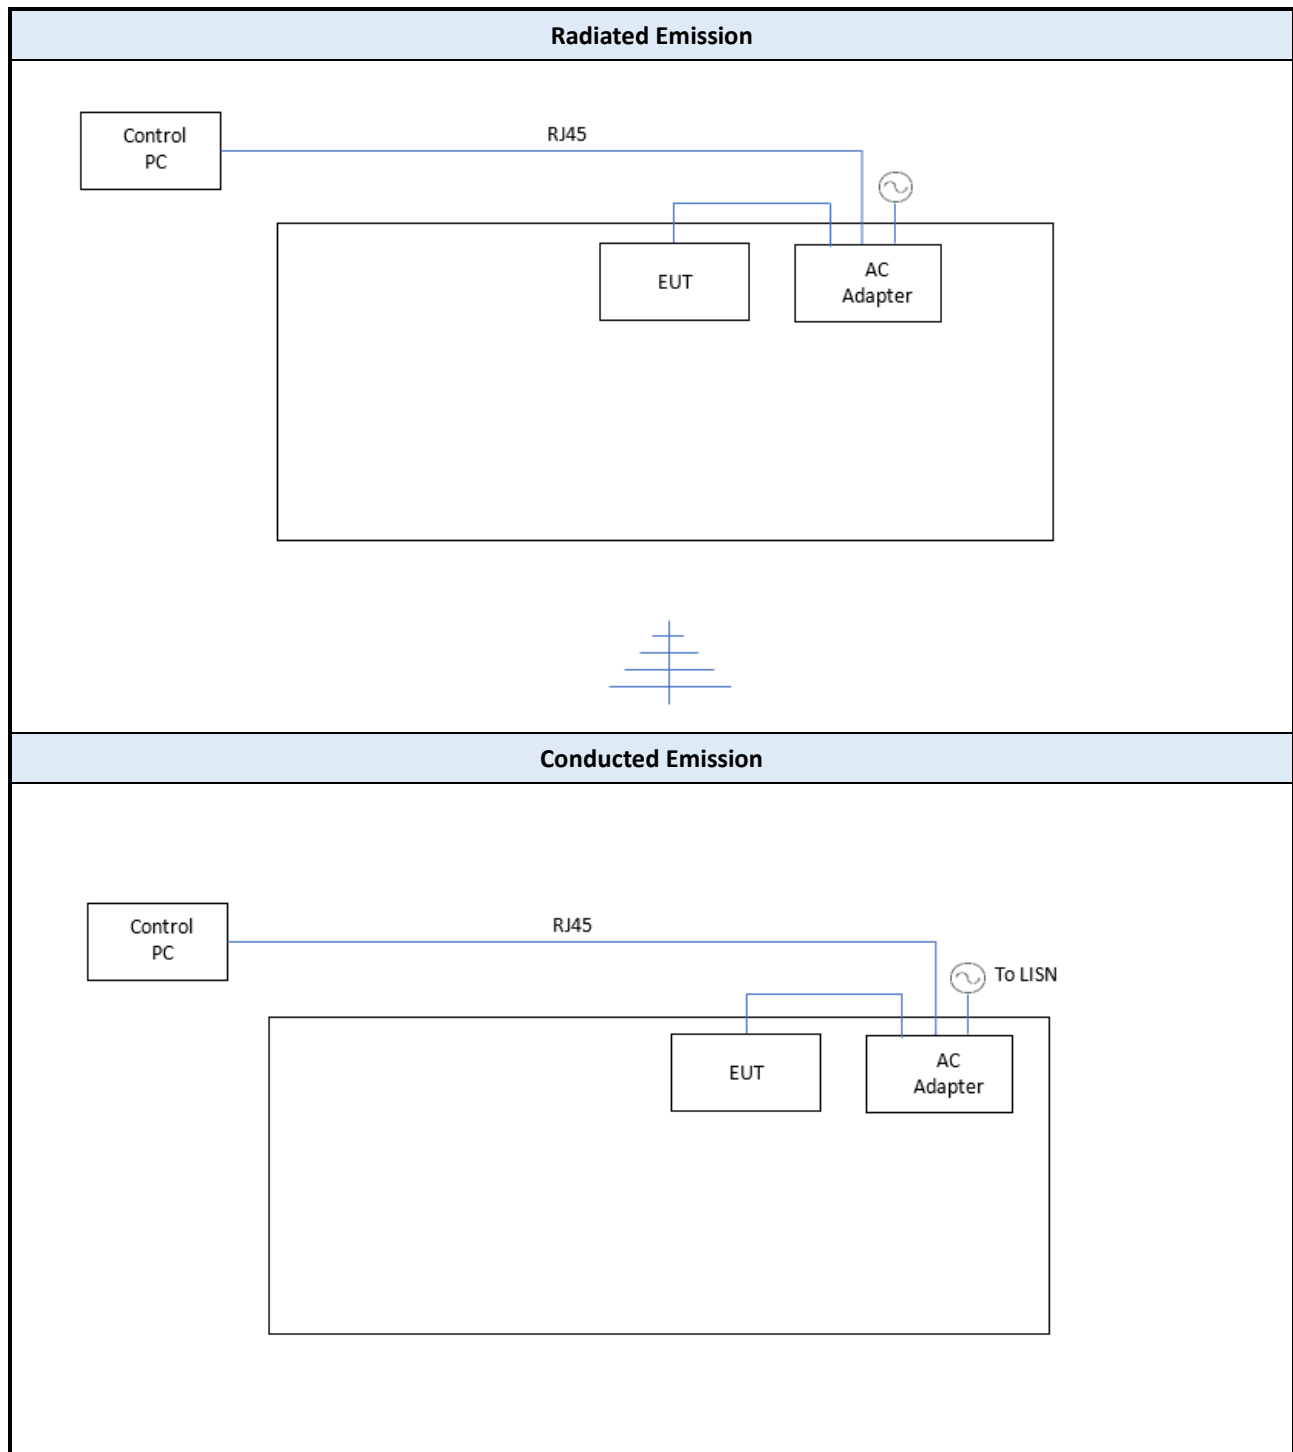 Radiated Emission
Control
PC
RJ45
EUT
AC
Adapter
Conducted Emission
Control
PC
RJ45
To LISN
EUT
AC
Adapter